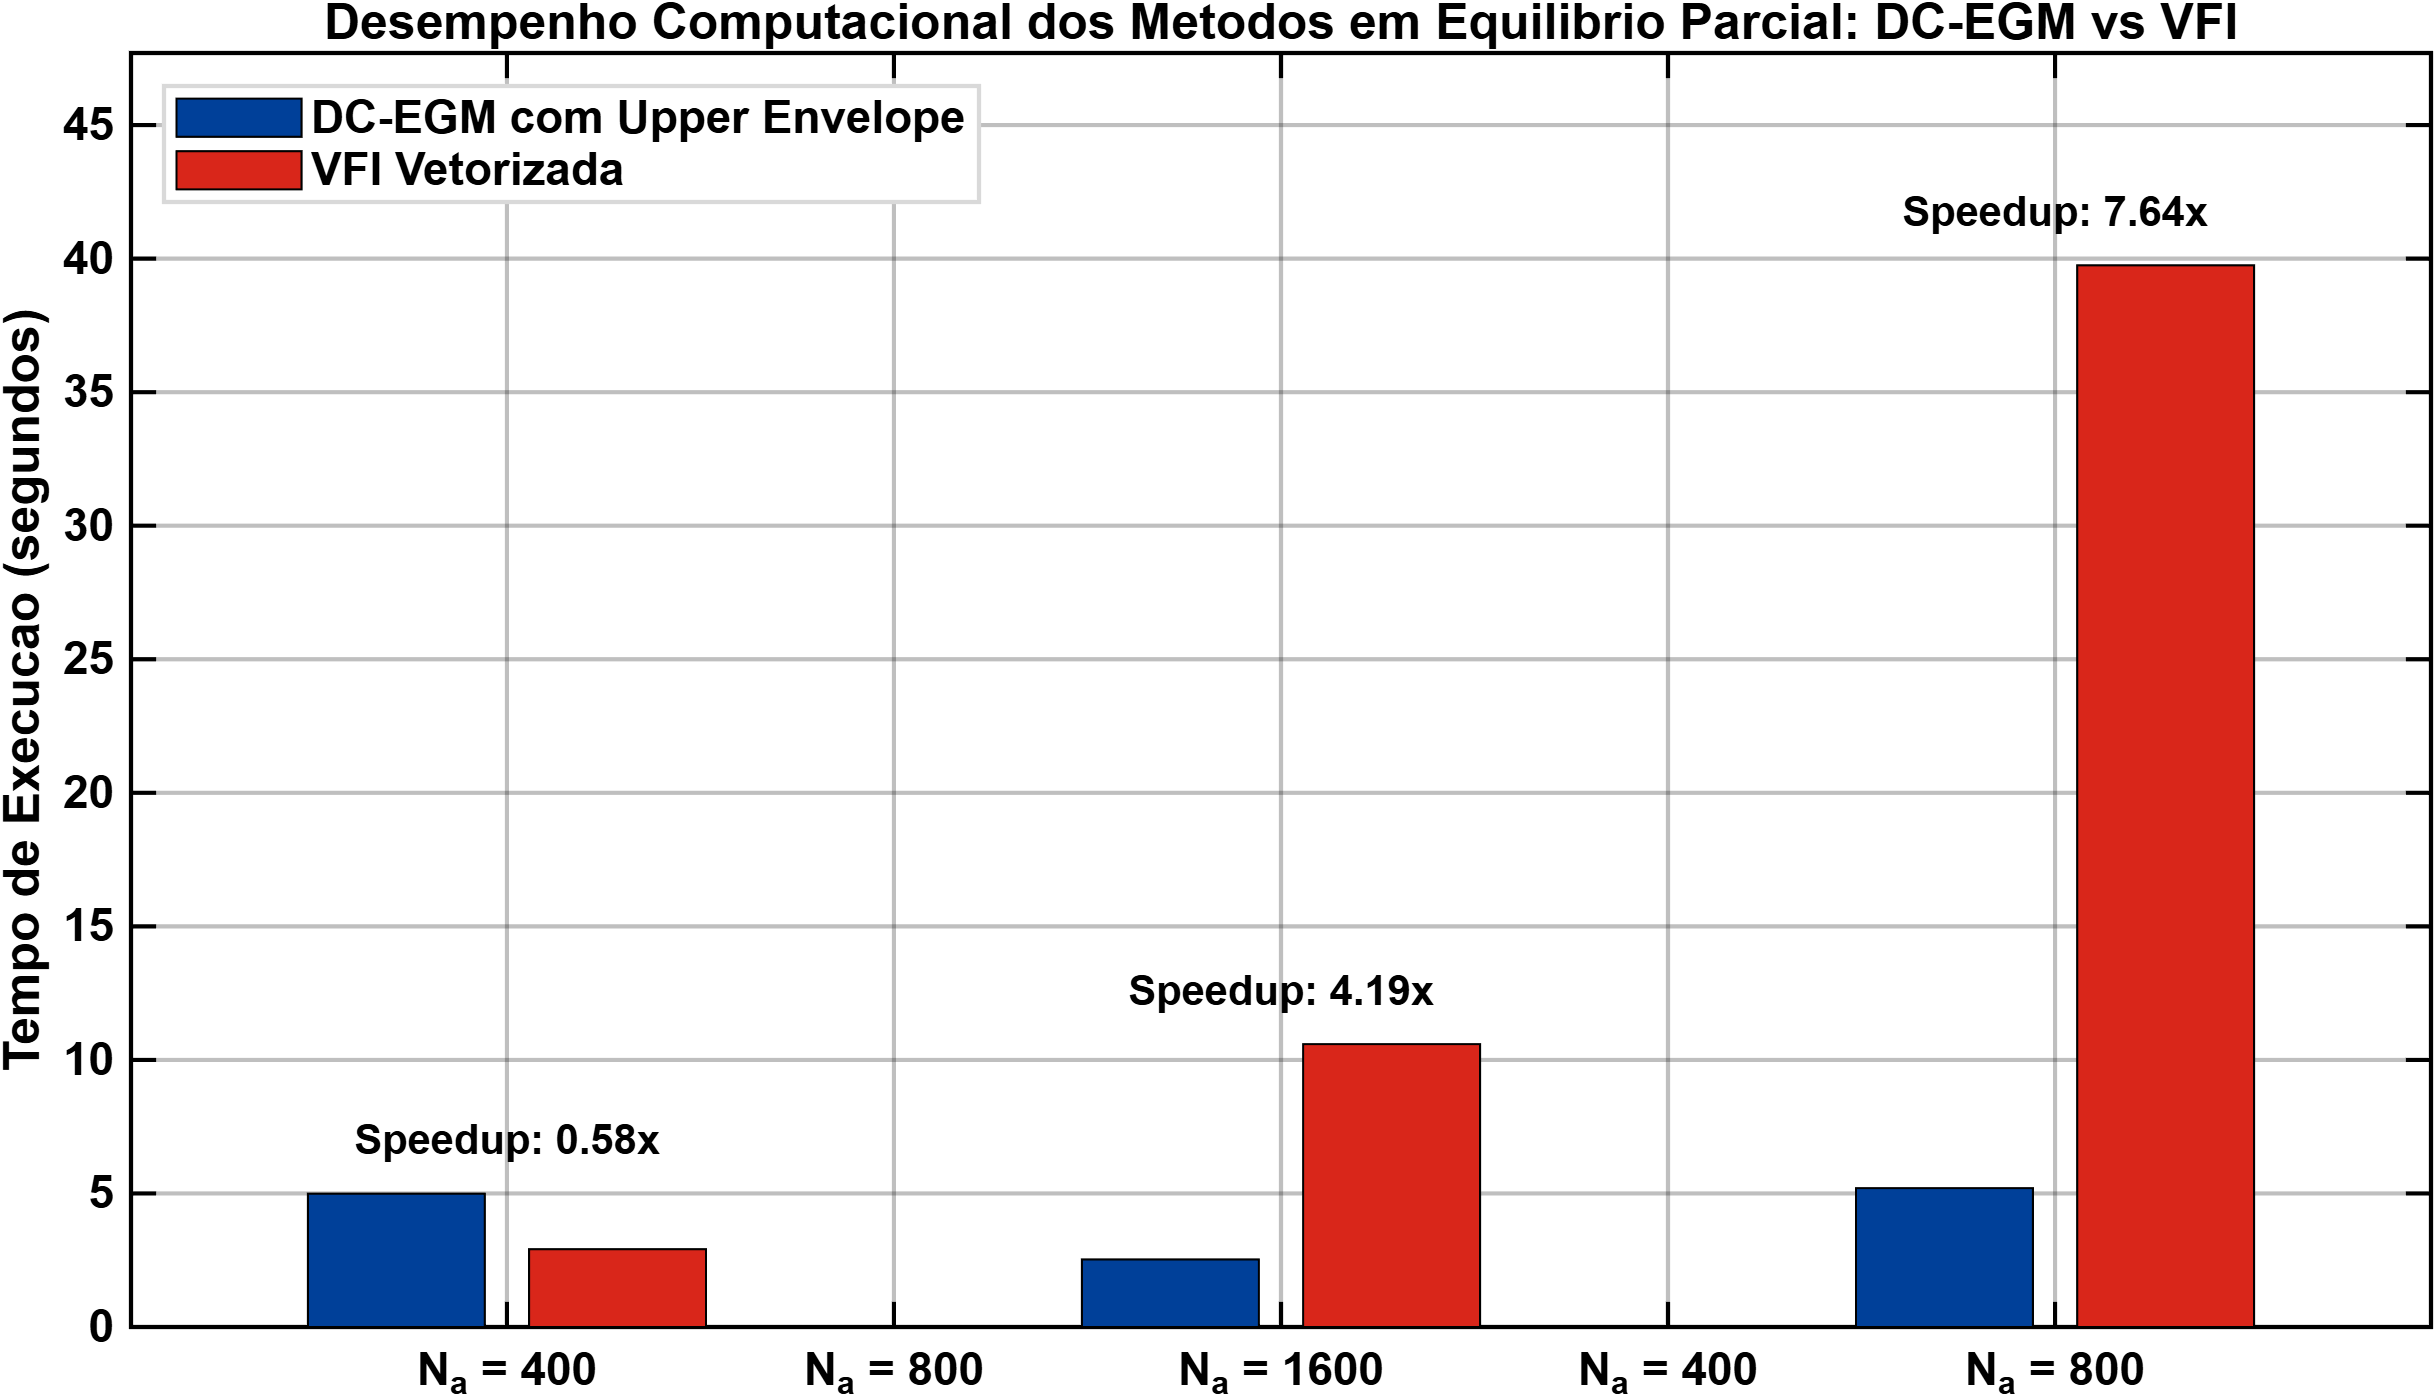 Desempenho Computacional dos Metodos em Equilibrio Parcial: DC-EGM vs VFI
DC-EGM com Upper Envelope
VFI Vetorizada
Tempo de Execucao (segundos)
45
40
35
30
25
20
15
10
5
0
Speedup: 0.58x
Speedup: 4.19x
Speedup: 7.64x
Nₐ = 400
Nₐ = 800
Nₐ = 1600
Nₐ = 400
Nₐ = 800